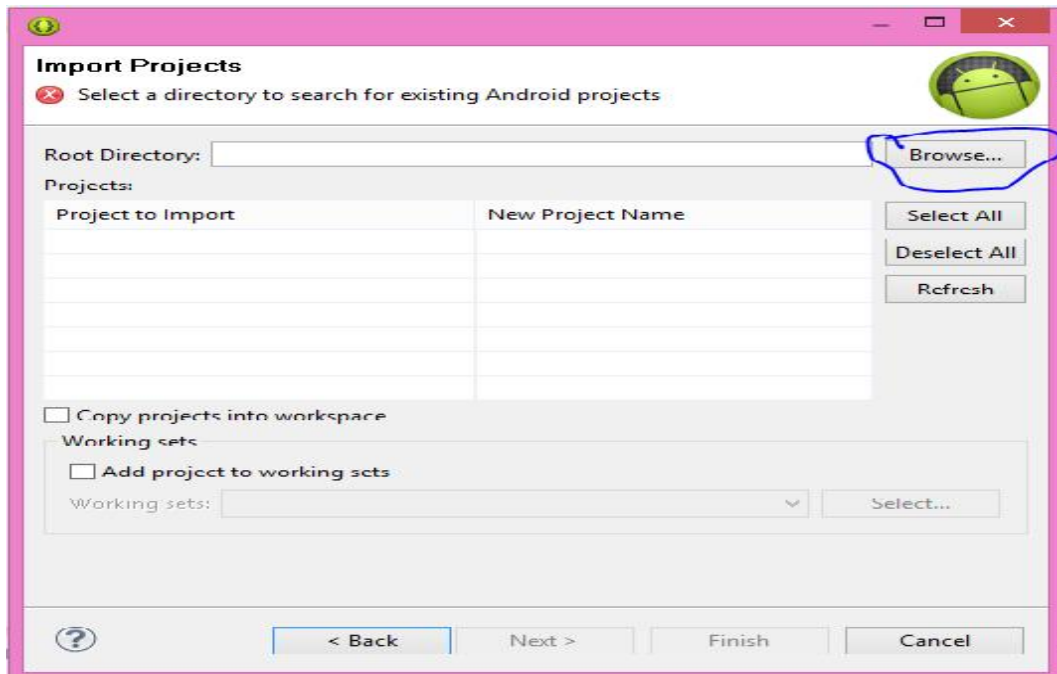 Import Projects
Select a directory to search for existing Android projects
Root Directory:
Browse...
Projects:
Project to Import
New Project Name
Select All
Deselect All
Refresh
Copy projects into workspace
Working sets
Add project to working sets
Working sets:
Select...
< Back
Next >
Finish
Cancel